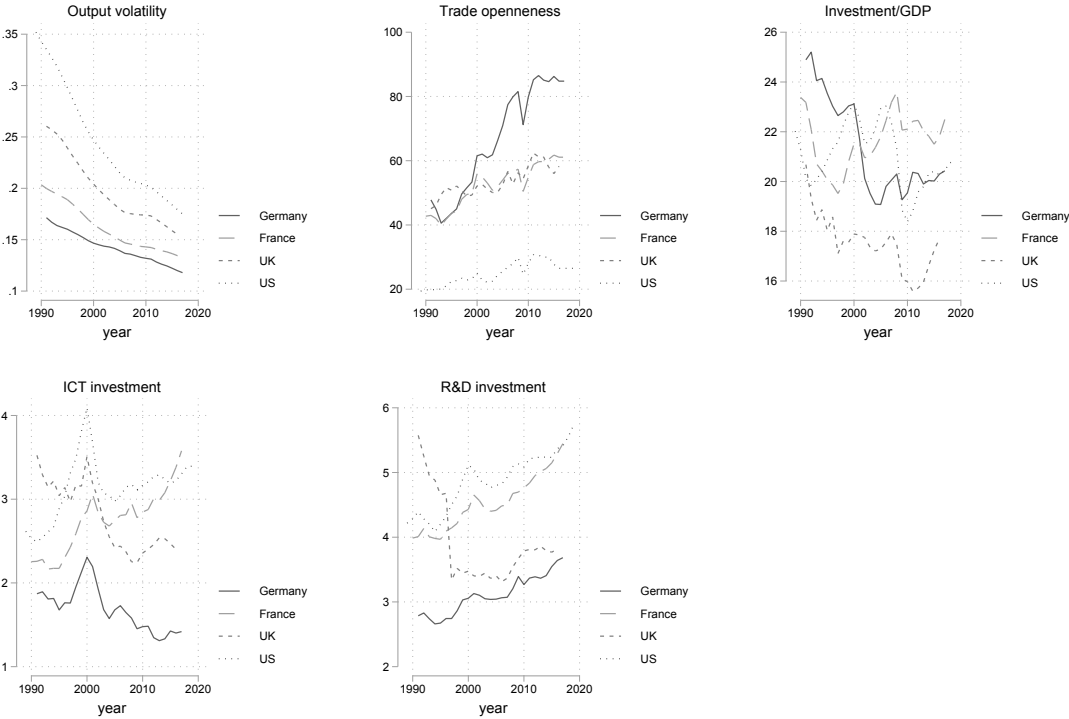 Output volatility
.35
.3
.25
.2
.15
.1
1990 2000 2010 2020
year
Germany
France
UK
US
Trade openneness
100
80
60
40
20
1990 2000 2010 2020
year
Germany
France
UK
US
Investment/GDP
26
24
22
20
18
16
1990 2000 2010 2020
year
Germany
France
UK
US
ICT investment
4
3
2
1
1990 2000 2010 2020
year
Germany
France
UK
US
R&D investment
6
5
4
3
2
1990 2000 2010 2020
year
Germany
France
UK
US